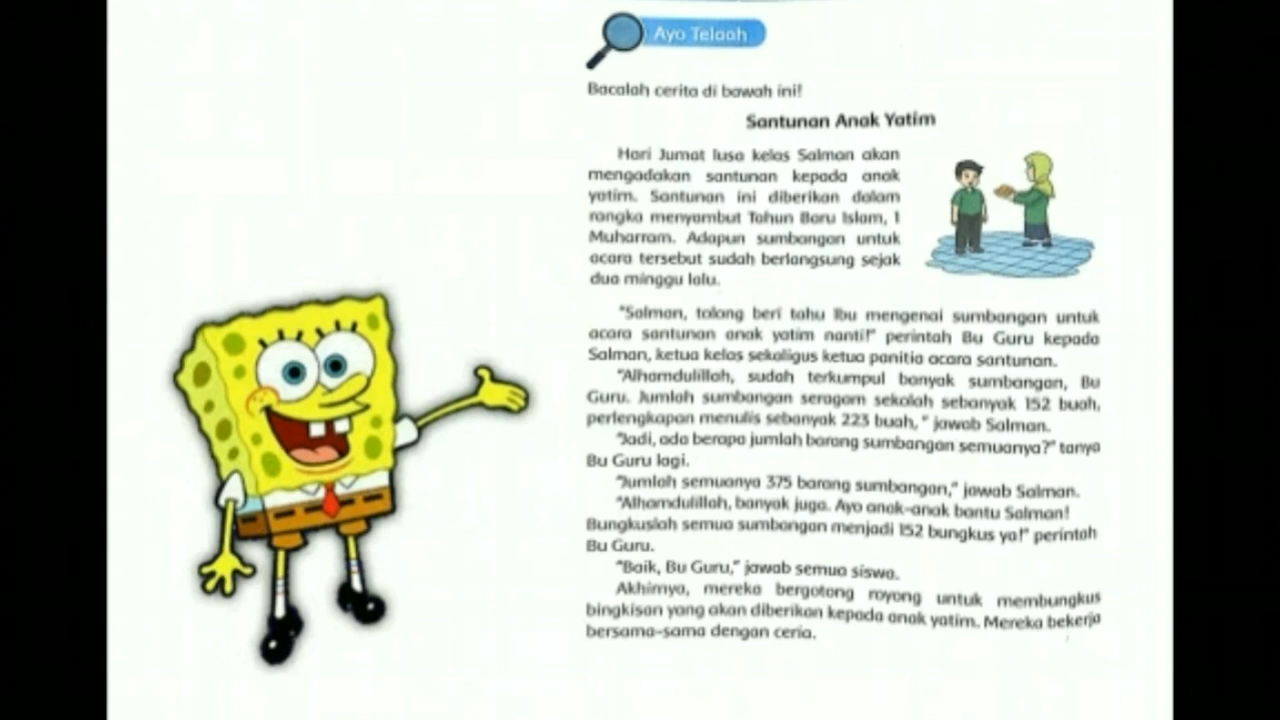 Ayo Telaah
Bacalah cerita di bawah ini!
Santunan Anak Yatim
Hari Jumat lusa kelas Salman akan
mengadakan santunan kepada anak
yatim. Santunan ini diberikan dalam
rangka menyambut Tahun Baru Islam, 1
Muharram. Adapun sumbangan untuk
acara tersebut sudah berlangsung sejak
dua minggu lalu.
"Salman, tolong beri tahu Ibu mengenai sumbangan untuk
acara santunan anak yatim nanti!" perintah Bu Guru kepada
Salman, ketua kelas sekaligus ketua panitia acara santunan.
"Alhamdulillah, sudah terkumpul banyak sumbangan, Bu
Guru. Jumlah sumbangan seragam sekolah sebanyak 152 buah,
perlengkapan menulis sebanyak 223 buah, " jawab Salman.
"Jadi, ada berapa jumlah barang sumbangan semuanya?" tanya
Bu Guru lagi.
"Jumlah semuanya 375 barang sumbangan," jawab Salman.
"Alhamdulillah, banyak juga. Ayo anak-anak bantu Salman!
Bungkuslah semua sumbangan menjadi 152 bungkus ya!" perintah
Bu Guru.
"Baik, Bu Guru," jawab semua siswa.
Akhirnya, mereka bergotong royong untuk membungkus
bingkisan yang akan diberikan kepada anak yatim. Mereka bekerja
bersama-sama dengan ceria.